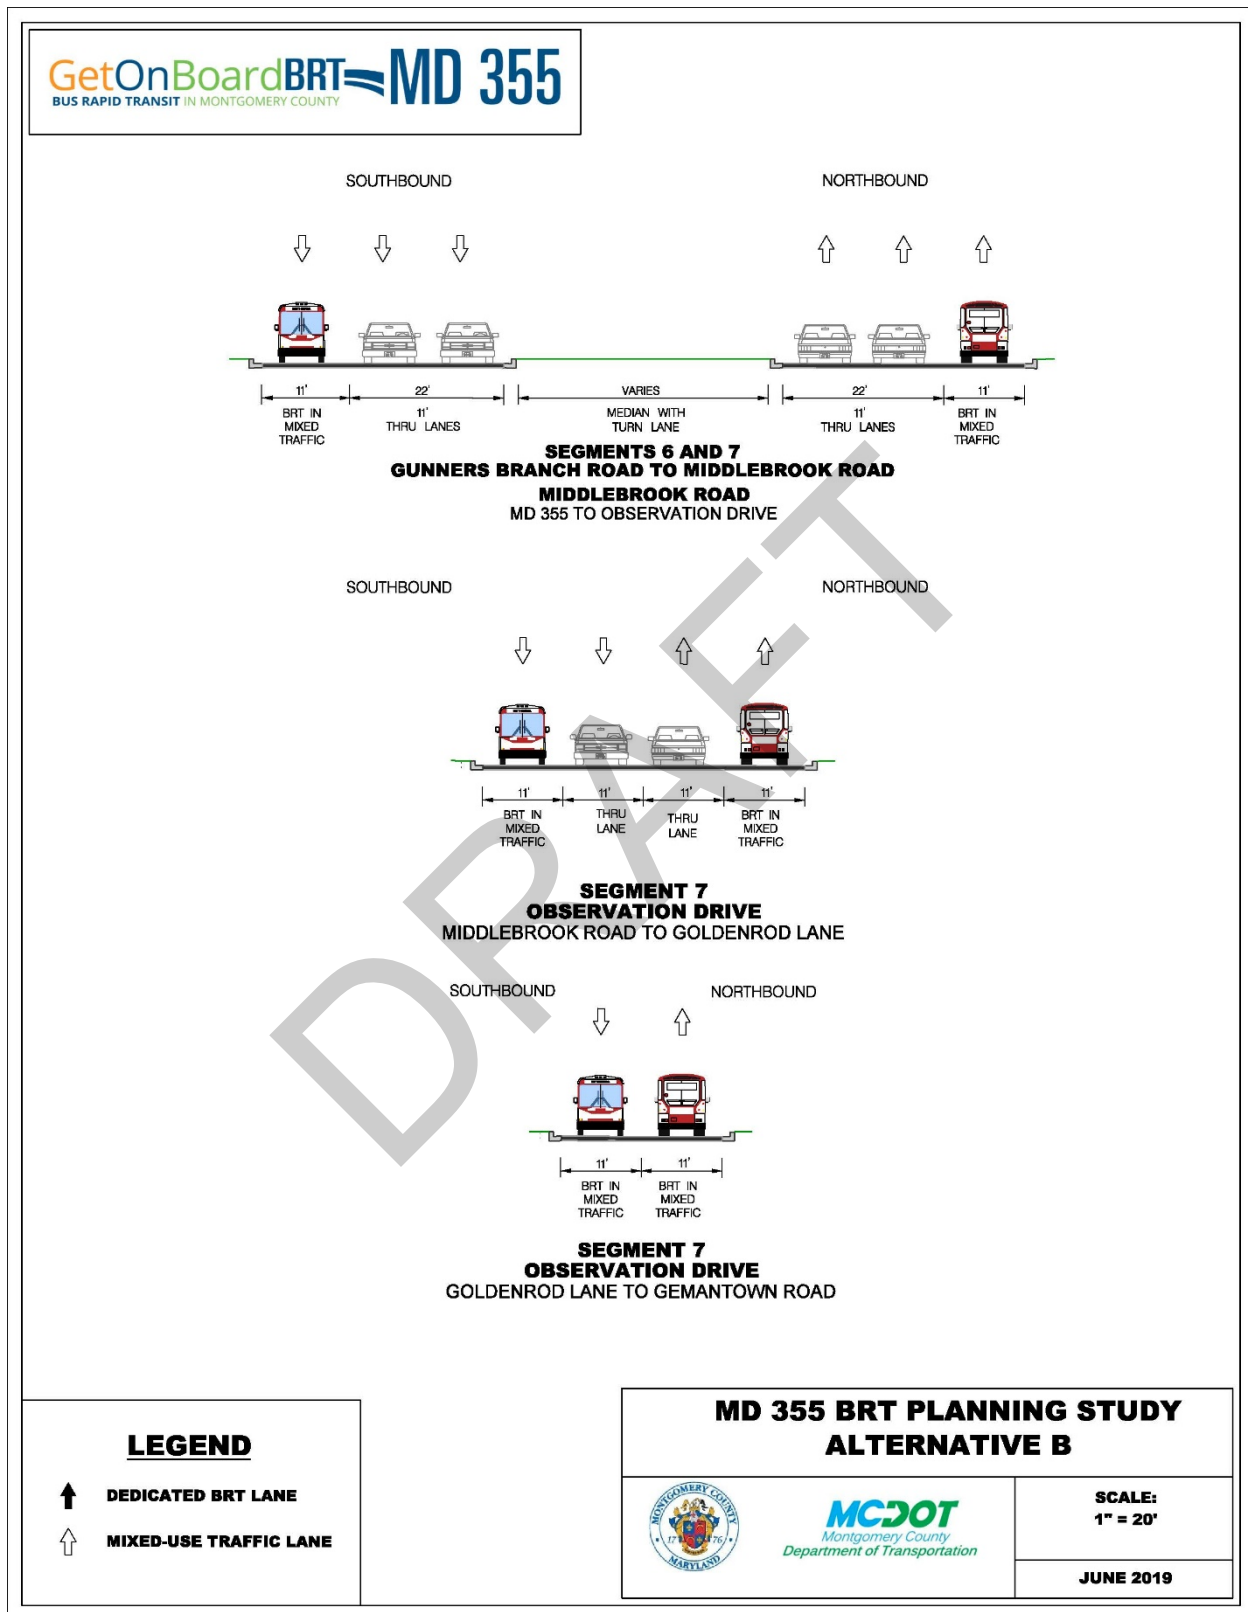 GetOnBoardBRT MD 355
BUS RAPID TRANSIT IN MONTGOMERY COUNTY
SOUTHBOUND NORTHBOUND
11' 22' VARIES 22' 11'
BRT IN
MIXED
TRAFFIC
11'
THRU LANES
MEDIAN WITH
TURN LANE
11'
THRU LANES
BRT IN
MIXED
TRAFFIC
SEGMENTS 6 AND 7
GUNNERS BRANCH ROAD TO MIDDLEBROOK ROAD
MIDDLEBROOK ROAD
MD 355 TO OBSERVATION DRIVE
SOUTHBOUND NORTHBOUND
11' 11' 11' 11'
BRT IN
MIXED
TRAFFIC
THRU
LANE
THRU
LANE
BRT IN
MIXED
TRAFFIC
SEGMENT 7
OBSERVATION DRIVE
MIDDLEBROOK ROAD TO GOLDENROD LANE
SOUTHBOUND NORTHBOUND
11' 11'
BRT IN
MIXED
TRAFFIC
BRT IN
MIXED
TRAFFIC
SEGMENT 7
OBSERVATION DRIVE
GOLDENROD LANE TO GEMANTOWN ROAD
DRAFT
LEGEND
DEDICATED BRT LANE
MIXED-USE TRAFFIC LANE
MD 355 BRT PLANNING STUDY
ALTERNATIVE B
MONTGOMERY COUNTY
17 76
MARYLAND
MCDOT
Montgomery County
Department of Transportation
SCALE:
1" = 20'
JUNE 2019